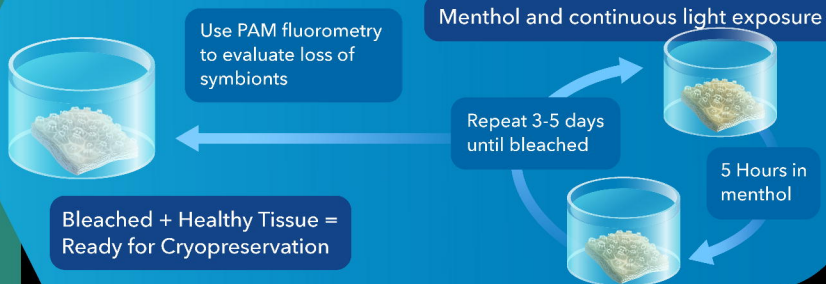 Use PAM fluorometry
to evaluate loss of
symbionts
Menthol and continuous light exposure
Repeat 3-5 days
until bleached
5 Hours in
menthol
Bleached + Healthy Tissue =
Ready for Cryopreservation